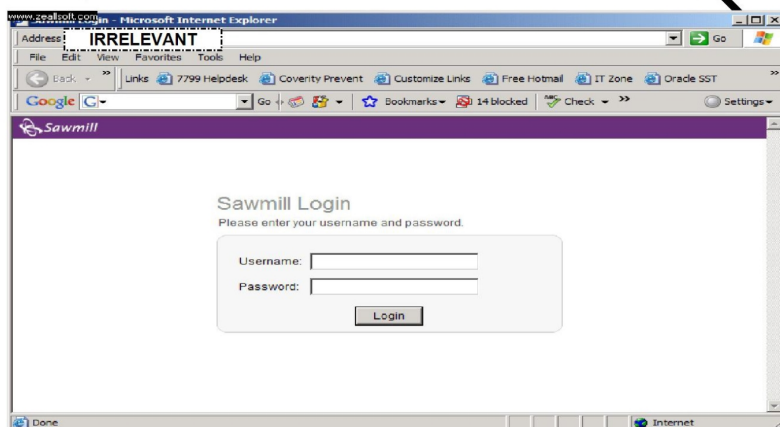 www.zeallsoft.com
Login - Microsoft Internet Explorer
Address IRRELEVANT Go
File Edit View Favorites Tools Help
Back » Links 7799 Helpdesk Coverity Prevent Customize Links Free Hotmail IT Zone Oracle SST »
Google G Go Bookmarks 14 blocked ABC Check » Settings
Sawmill
Sawmill Login
Please enter your username and password.
Username:
Password:
Login
Done Internet